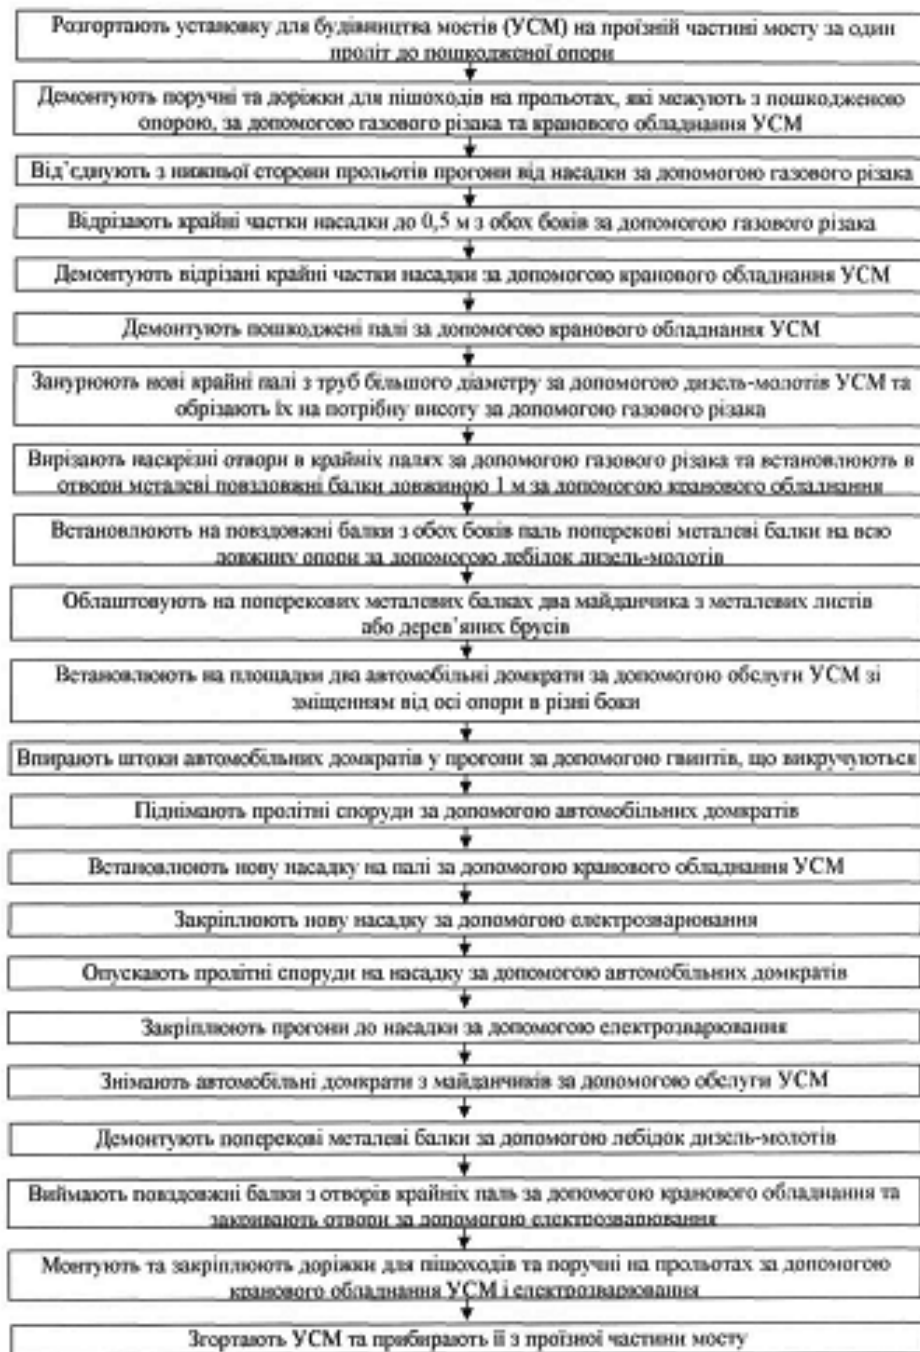 Розгортають установку для будівництва мостів (УСМ) на проїзній частині мосту за один
проліт до пошкодженої опори
Демонтують поручні та доріжки для пішоходів на прольотах, які межують з пошкодженою
опорою, за допомогою газового різака та кранового обладнання УСМ
Від’єднують з нижньої сторони прольотів прогони від насадки за допомогою газового різака
Відрізають крайні частки насадки до 0,5 м з обох боків за допомогою газового різака
Демонтують відрізані крайні частки насадки за допомогою кранового обладнання УСМ
Демонтують пошкоджені палі за допомогою кранового обладнання УСМ
Занурюють нові крайні палі з труб більшого діаметру за допомогою дизель-молотів УСМ та
обрізають їх на потрібну висоту за допомогою газового різака
Вирізають наскрізні отвори в крайніх палях за допомогою газового різака та встановлюють в
отвори металеві повздовжні балки довжиною 1 м за допомогою кранового обладнання
Встановлюють на повздовжні балки з обох боків паль поперекові металеві балки на всю
довжину опори за допомогою лебідок дизель-молотів
Облаштовують на поперекових металевих балках два майданчика з металевих листів
або дерев’яних брусів
Встановлюють на площадки два автомобільні домкрати за допомогою обслуги УСМ зі
зміщенням від осі опори в різні боки
Впирають штоки автомобільних домкратів у прогони за допомогою гвинтів, що викручуються
Піднімають пролітні споруди за допомогою автомобільних домкратів
Встановлюють нову насадку на палі за допомогою кранового обладнання УСМ
Закріплюють нову насадку за допомогою електрозварювання
Опускають пролітні споруди на насадку за допомогою автомобільних домкратів
Закріплюють прогони до насадки за допомогою електрозварювання
Знімають автомобільні домкрати з майданчиків за допомогою обслуги УСМ
Демонтують поперекові металеві балки за допомогою лебідок дизель-молотів
Виймають повздовжні балки з отворів крайніх паль за допомогою кранового обладнання та
закривають отвори за допомогою електрозварювання
Монтують та закріплюють доріжки для пішоходів та поручні на прольотах за допомогою
кранового обладнання УСМ і електрозварювання
Згортають УСМ та прибирають її з проїзної частини мосту